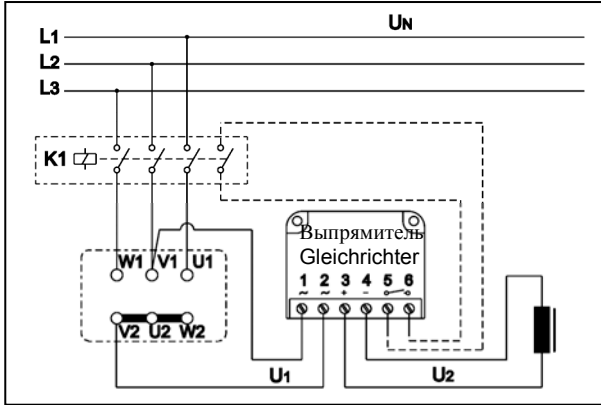 UN
L1
L2
L3
K1
W1 V1 U1
V2 U2 W2
Выпрямитель
Gleichrichter
1 2 3 4 5 6
~ ~ + -
U1 U2